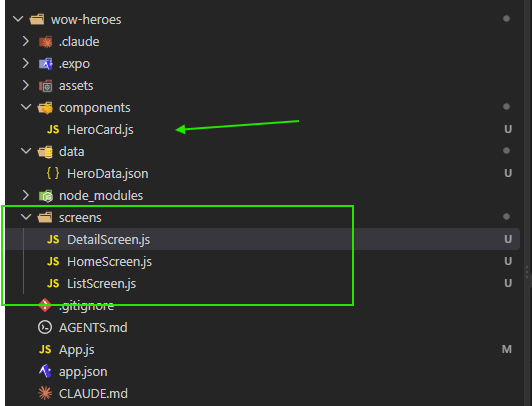 wow-heroes
.claude
.expo
assets
components
JS HeroCard.js U
data
{ } HeroData.json U
node_modules
screens
JS DetailScreen.js U
JS HomeScreen.js U
JS ListScreen.js U
.gitignore
AGENTS.md
JS App.js M
app.json
CLAUDE.md